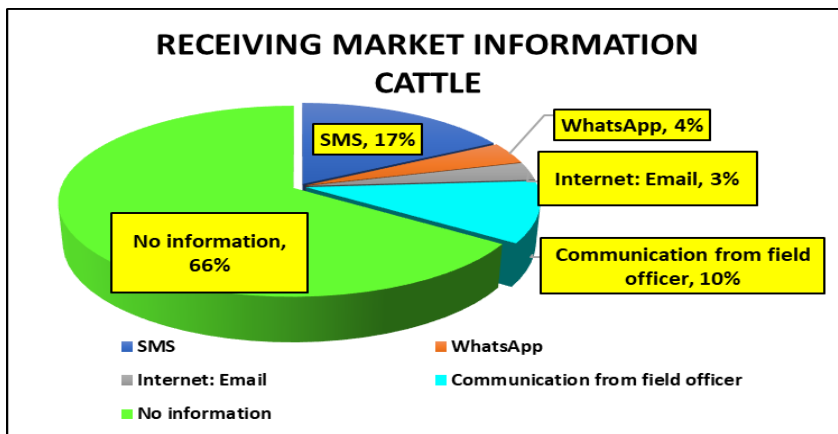 RECEIVING MARKET INFORMATION
CATTLE
SMS, 17%
WhatsApp, 4%
Internet: Email, 3%
No information,
66%
Communication from field
officer, 10%
SMS
WhatsApp
Internet: Email
Communication from field officer
No information